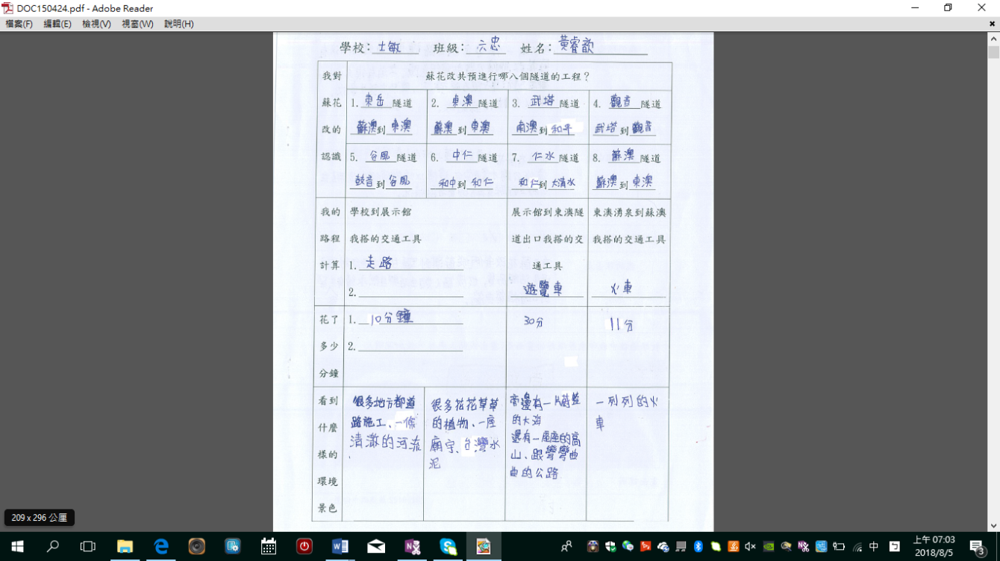 DOC150424.pdf - Adobe Reader
檔案(F) 編輯(E) 檢視(V) 視窗(W) 說明(H)
學校：士敏 班級：六忠 姓名：黃睿歆
我對蘇花改的認識
蘇花改共預進行哪八個隧道的工程？
1. 東岳 隧道
蘇澳到東澳
2. 東澳 隧道
蘇澳到東澳
3. 武塔 隧道
南澳到和平
4. 觀音 隧道
武塔到觀音
5. 谷風 隧道
鼓音到谷風
6. 中仁 隧道
和中到和仁
7. 仁水 隧道
和仁到大清水
8. 蘇澳 隧道
蘇澳到東澳
我的路程計算
學校到展示館
我搭的交通工具
1. 走路
2.
展示館到東澳隧
道出口我搭的交
通工具
遊覽車
東澳湧泉到蘇澳
我搭的交通工具
火車
花了多少分鐘
1. 10分鐘
2.
30分
11分
看到什麼樣的環境景色
很多地方都道
路施工、一條
清澈的河流
很多花花草草
的植物、一座
廟宇、台灣水
泥
旁邊有一片蔚藍
的大海
還有一座座的高
山、跟彎彎曲
曲的公路
一列列的火
車
209 x 296 公厘
中
上午 07:03
2018/8/5
3